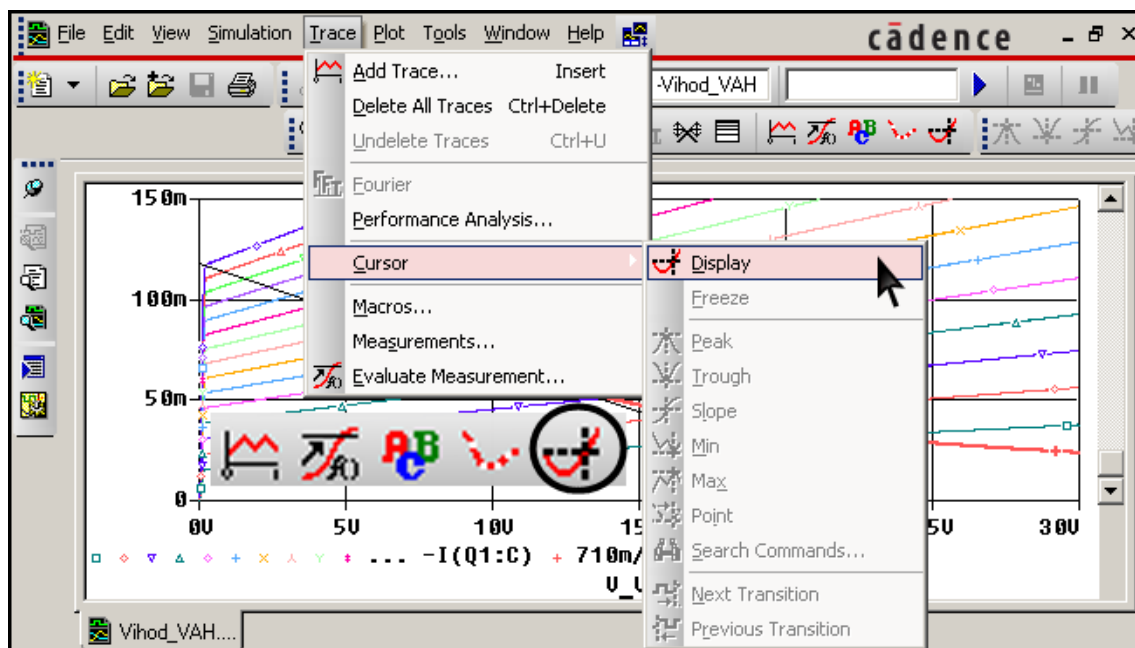 File Edit View Simulation Trace Plot Tools Window Help cādence
-Vihod_VAH
Add Trace... Insert
Delete All Traces Ctrl+Delete
Undelete Traces Ctrl+U
Fourier
Performance Analysis...
Cursor
Macros...
Measurements...
Evaluate Measurement...
Display
Freeze
Peak
Trough
Slope
Min
Max
Point
Search Commands...
Next Transition
Previous Transition
150m
100m
50m
0
ABC
0V 5V 10V 15 5V 30V
... -I(Q1:C) + 710m/
V_
Vihod_VAH....